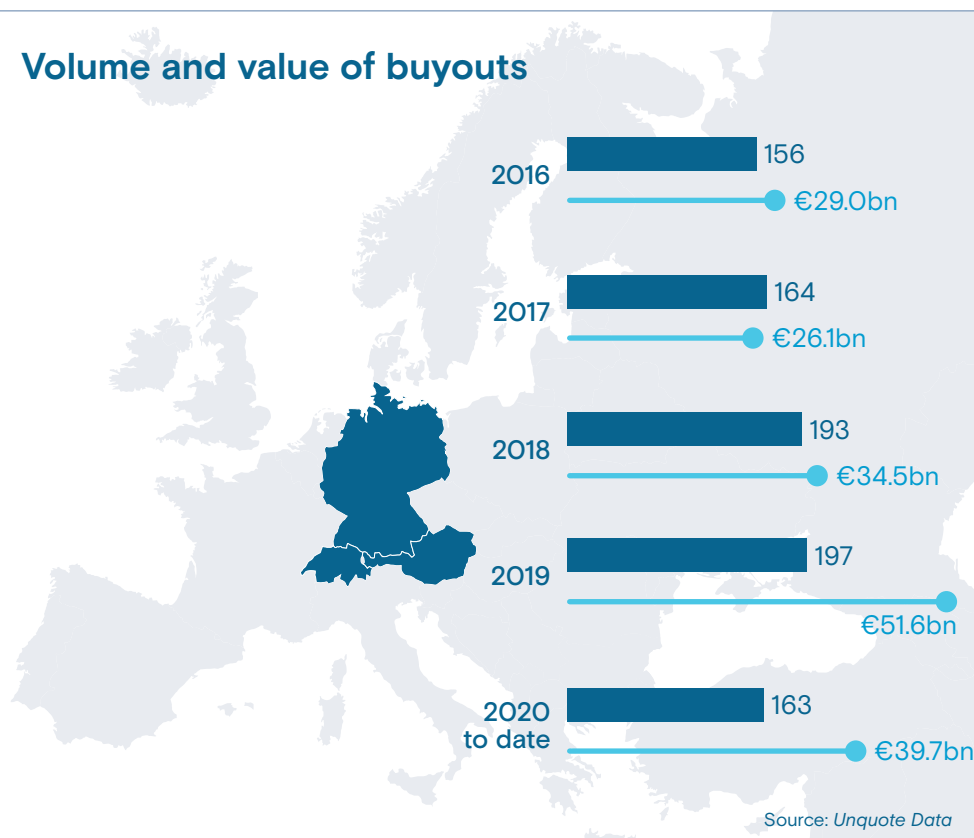 Volume and value of buyouts
2016
156
€29.0bn
2017
164
€26.1bn
2018
193
€34.5bn
2019
197
€51.6bn
2020
to date
163
€39.7bn
Source: Unquote Data